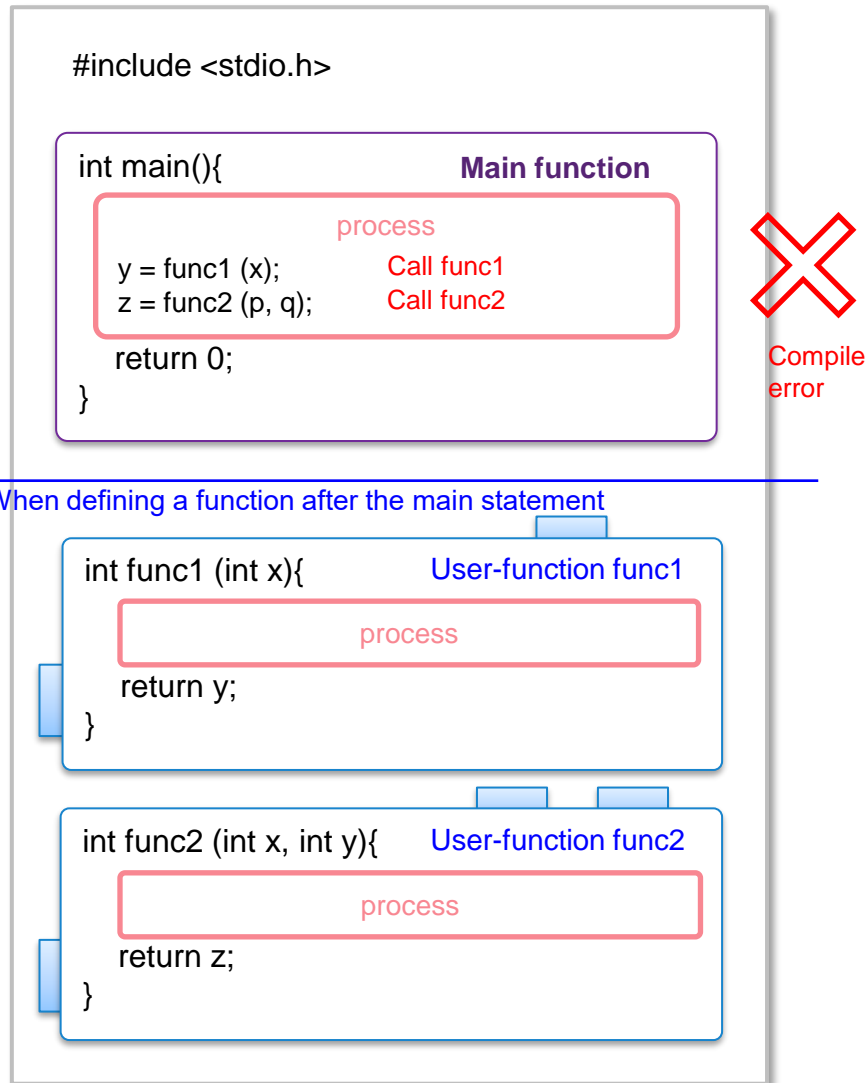 #include <stdio.h>
int main(){ Main function
process
y = func1 (x); Call func1
z = func2 (p, q); Call func2
return 0;
}
Compile
error
When defining a function after the main statement
int func1 (int x){ User-function func1
process
return y;
}
int func2 (int x, int y){ User-function func2
process
return z;
}